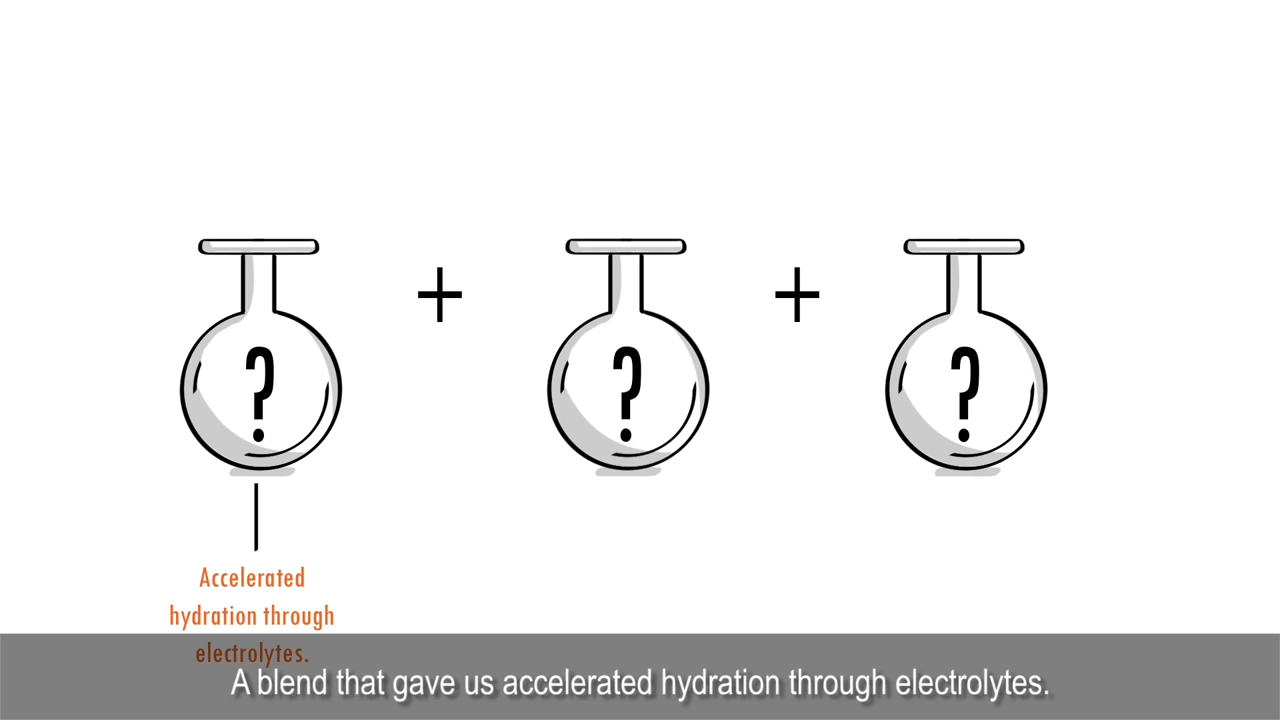 ? + ? + ?
Accelerated
hydration through
electrolytes.
A blend that gave us accelerated hydration through electrolytes.